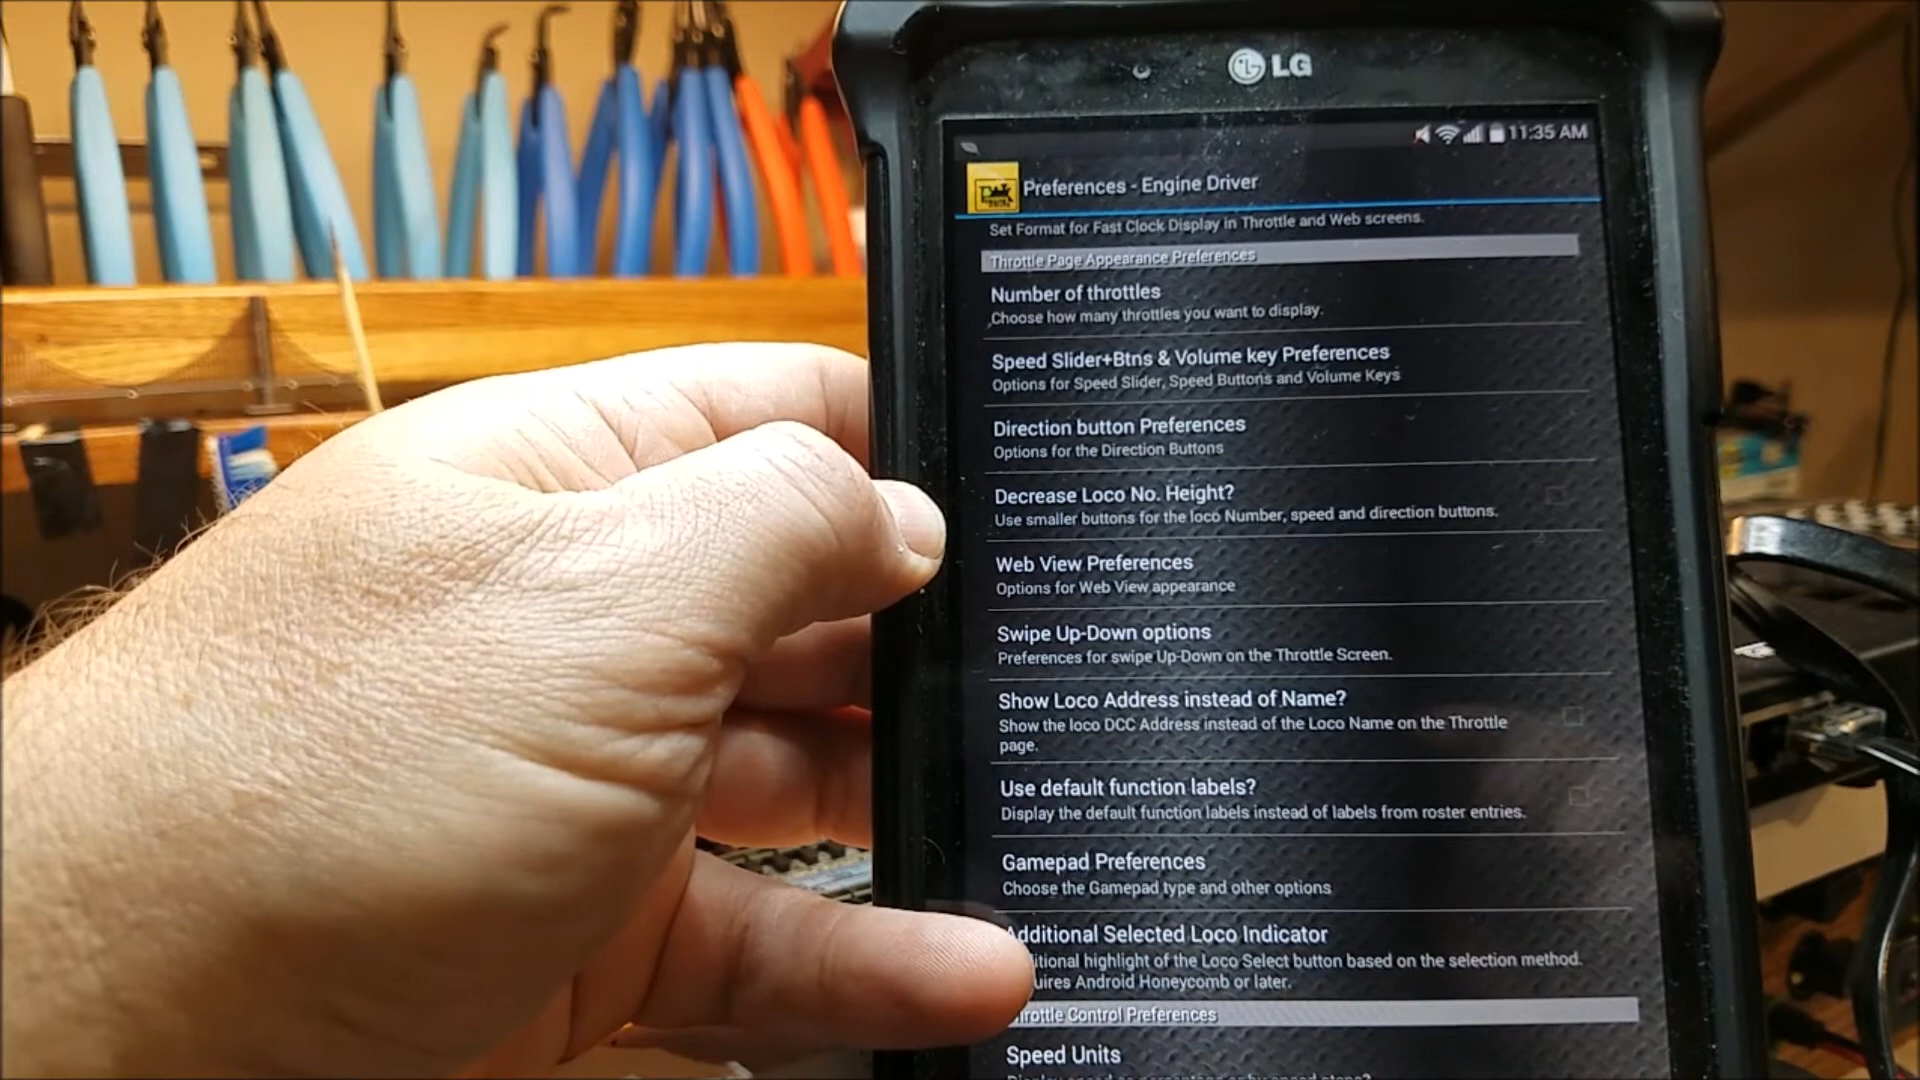 LG
11:35 AM
Preferences - Engine Driver
Set Format for Fast Clock Display in Throttle and Web screens.
Throttle Page Appearance Preferences
Number of throttles
Choose how many throttles you want to display.
Speed Slider+Btns & Volume key Preferences
Options for Speed Slider, Speed Buttons and Volume Keys
Direction button Preferences
Options for the Direction Buttons
Decrease Loco No. Height?
Use smaller buttons for the loco Number, speed and direction buttons.
Web View Preferences
Options for Web View appearance
Swipe Up-Down options
Preferences for swipe Up-Down on the Throttle Screen.
Show Loco Address instead of Name?
Show the loco DCC Address instead of the Loco Name on the Throttle
page.
Use default function labels?
Display the default function labels instead of labels from roster entries.
Gamepad Preferences
Choose the Gamepad type and other options
Additional Selected Loco Indicator
itional highlight of the Loco Select button based on the selection method.
uires Android Honeycomb or later.
Throttle Control Preferences
Speed Units